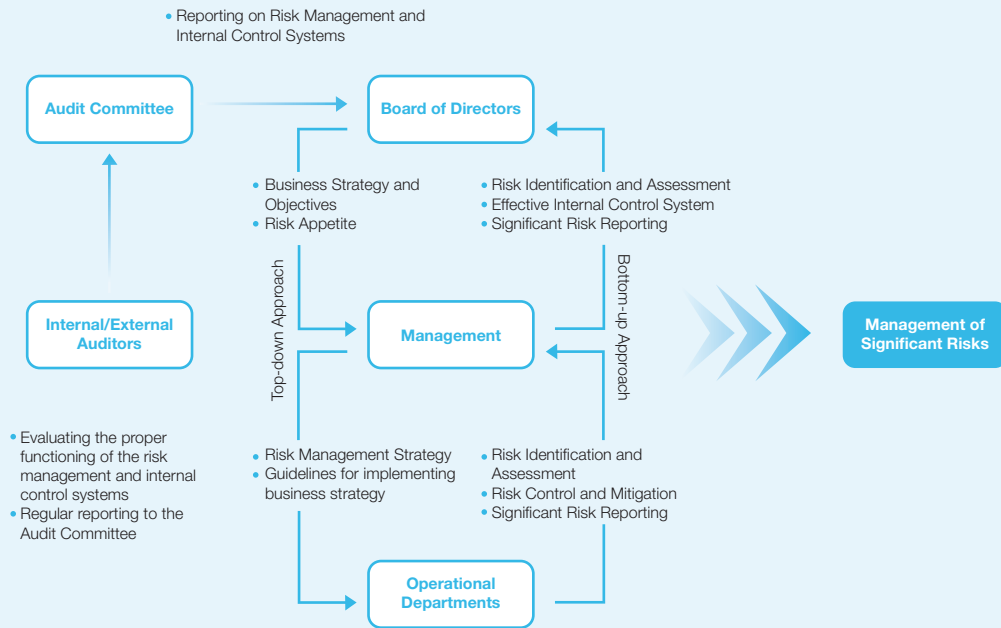 • Reporting on Risk Management and
Internal Control Systems
Audit Committee
Board of Directors
• Business Strategy and
Objectives
• Risk Appetite
• Risk Identification and Assessment
• Effective Internal Control System
• Significant Risk Reporting
Top-down Approach
Bottom-up Approach
Internal/External
Auditors
Management
Management of
Significant Risks
• Evaluating the proper
functioning of the risk
management and internal
control systems
• Regular reporting to the
Audit Committee
• Risk Management Strategy
• Guidelines for implementing
business strategy
• Risk Identification and
Assessment
• Risk Control and Mitigation
• Significant Risk Reporting
Operational
Departments